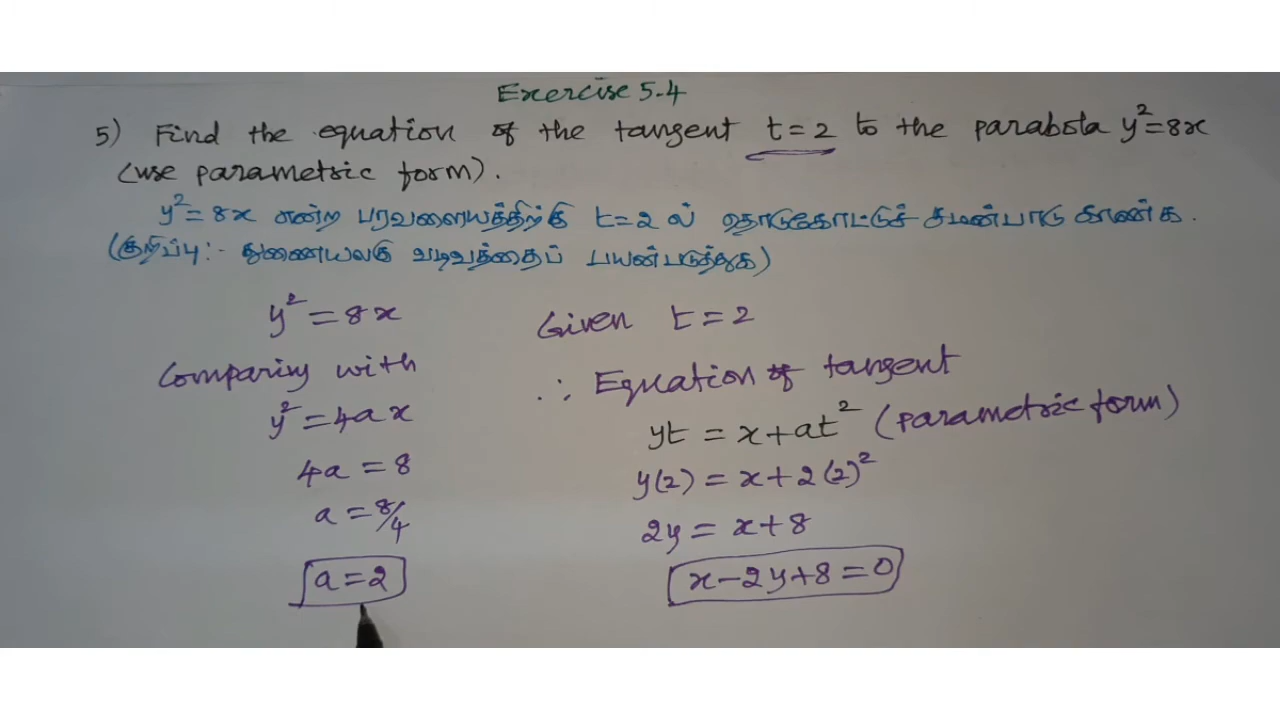 Exercise 5.4
5) Find the equation of the tangent t = 2 to the parabola y² = 8x
(use parametric form).
y² = 8x என்ற பரவளையத்திற்கு t = 2 ல் தொடுகோட்டுச் சமன்பாடு காண்க.
(குறிப்பு :- துணையலகு வடிவத்தைப் பயன்படுத்துக)
y² = 8x
Comparing with
y² = 4ax
4a = 8
a = 8/4
a = 2
Given t = 2
∴ Equation of tangent
yt = x + at² (parametric form)
y(2) = x + 2(2)²
2y = x + 8
x - 2y + 8 = 0